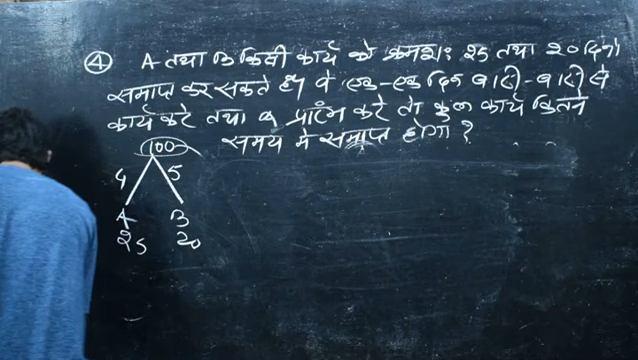 ④ A तथा B किसी कार्य को क्रमशः 25 तथा 20 दिनों
समाप्त कर सकते हैं। वे एक-एक दिन बारी-बारी से
कार्य करे तथा A प्रारंभ करे तो कुल कार्य कितने
समय मे समाप्त होगा ?
100
4 5
A B
25 20